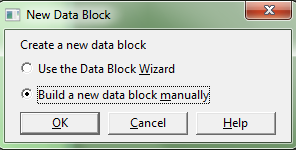 New Data Block
Create a new data block
Use the Data Block Wizard
Build a new data block manually
OK
Cancel
Help